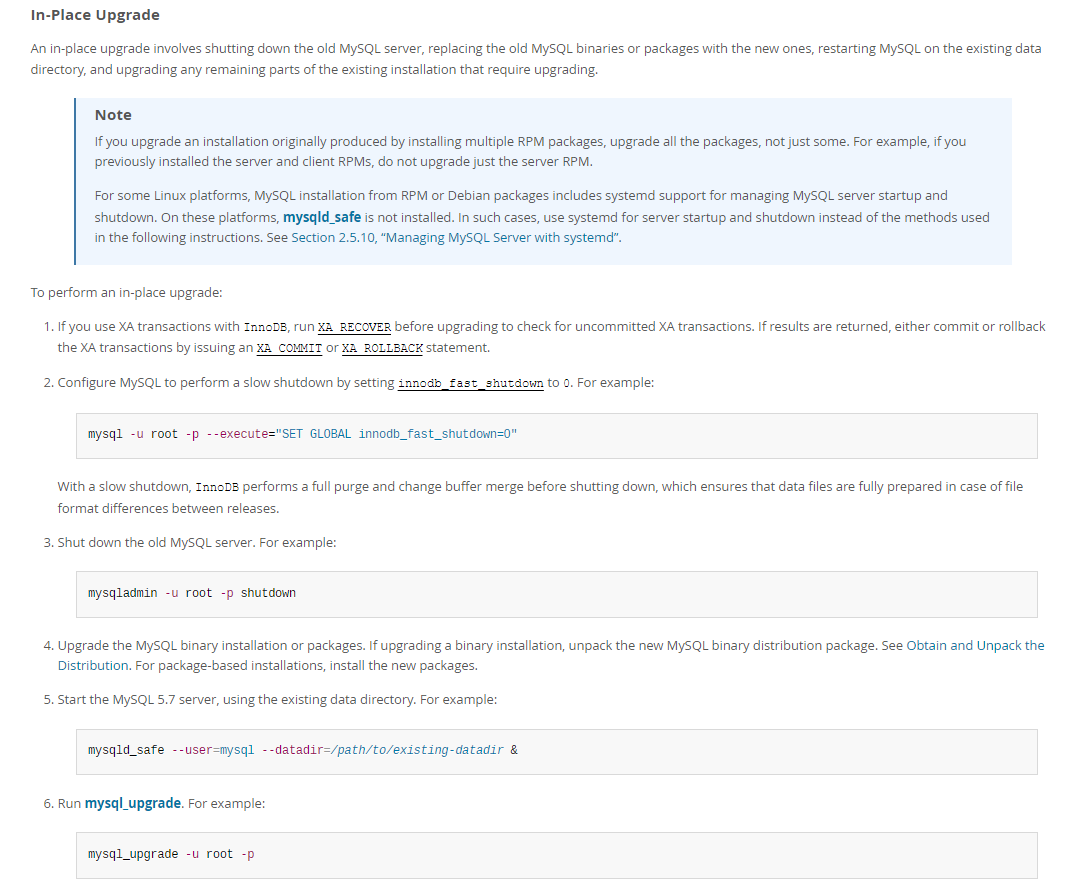 In-Place Upgrade
An in-place upgrade involves shutting down the old MySQL server, replacing the old MySQL binaries or packages with the new ones, restarting MySQL on the existing data
directory, and upgrading any remaining parts of the existing installation that require upgrading.
Note
If you upgrade an installation originally produced by installing multiple RPM packages, upgrade all the packages, not just some. For example, if you
previously installed the server and client RPMs, do not upgrade just the server RPM.
For some Linux platforms, MySQL installation from RPM or Debian packages includes systemd support for managing MySQL server startup and
shutdown. On these platforms, mysqld_safe is not installed. In such cases, use systemd for server startup and shutdown instead of the methods used
in the following instructions. See Section 2.5.10, “Managing MySQL Server with systemd”.
To perform an in-place upgrade:
1. If you use XA transactions with InnoDB, run XA RECOVER before upgrading to check for uncommitted XA transactions. If results are returned, either commit or rollback
the XA transactions by issuing an XA COMMIT or XA ROLLBACK statement.
2. Configure MySQL to perform a slow shutdown by setting innodb_fast_shutdown to 0. For example:
mysql -u root -p --execute="SET GLOBAL innodb_fast_shutdown=0"
With a slow shutdown, InnoDB performs a full purge and change buffer merge before shutting down, which ensures that data files are fully prepared in case of file
format differences between releases.
3. Shut down the old MySQL server. For example:
mysqladmin -u root -p shutdown
4. Upgrade the MySQL binary installation or packages. If upgrading a binary installation, unpack the new MySQL binary distribution package. See Obtain and Unpack the
Distribution. For package-based installations, install the new packages.
5. Start the MySQL 5.7 server, using the existing data directory. For example:
mysqld_safe --user=mysql --datadir=/path/to/existing-datadir &
6. Run mysql_upgrade. For example:
mysql_upgrade -u root -p